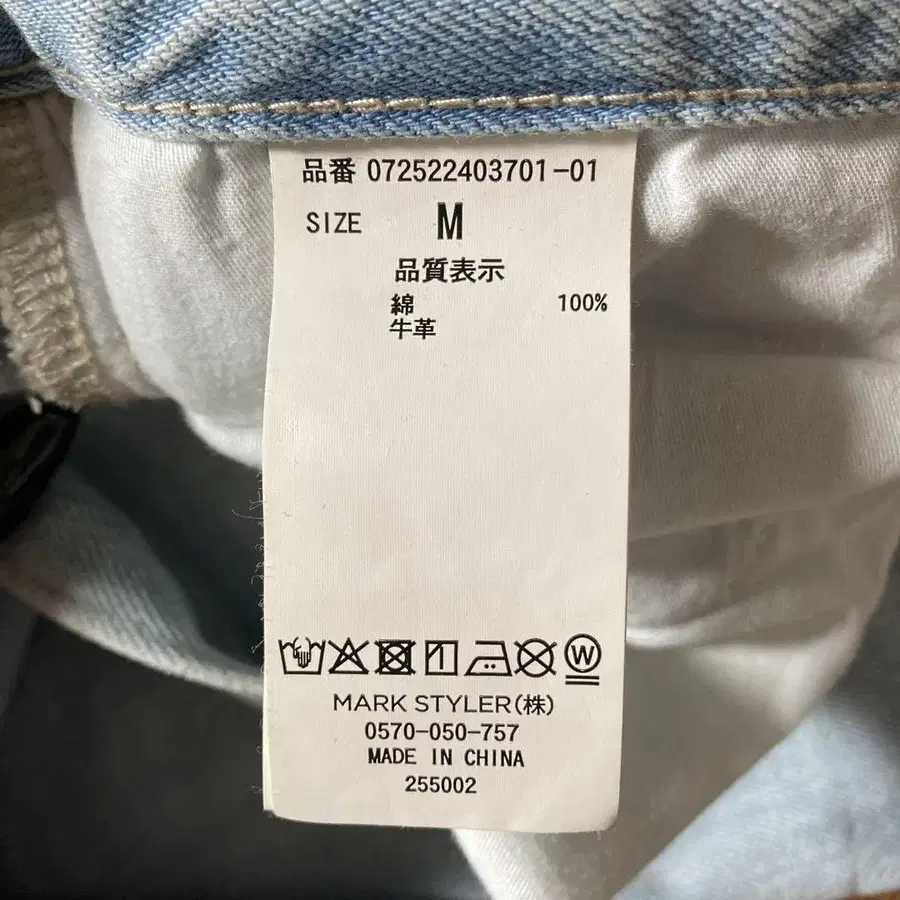 品番 072522403701-01
SIZE M
品質表示
綿 100%
牛革
W
MARK STYLER(株)
0570-050-757
MADE IN CHINA
255002